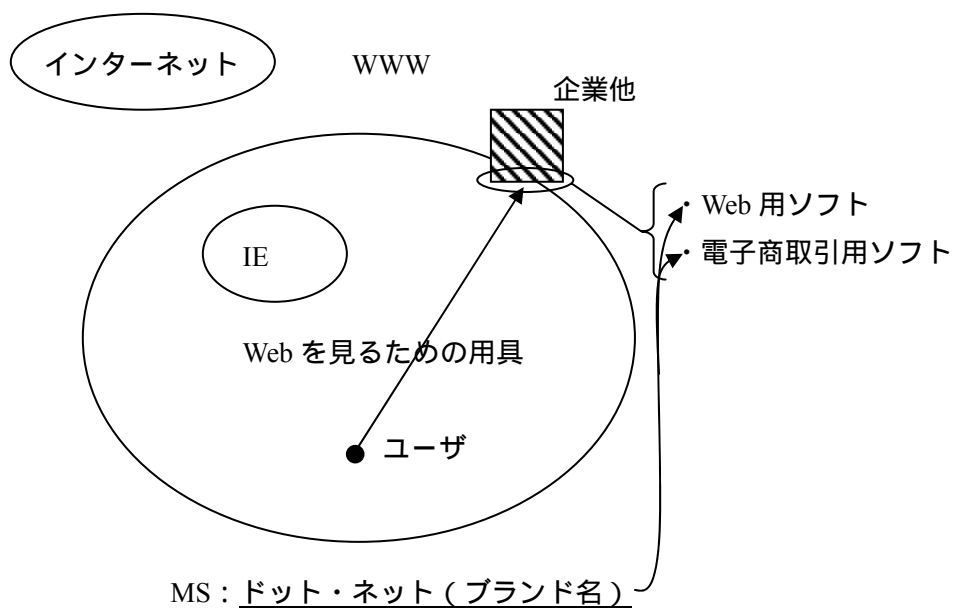 インターネット
WWW
企業他
・Web 用ソフト
IE
・電子商取引用ソフト
Web を見るための用具
ユーザ
MS：ドット・ネット（ブランド名）